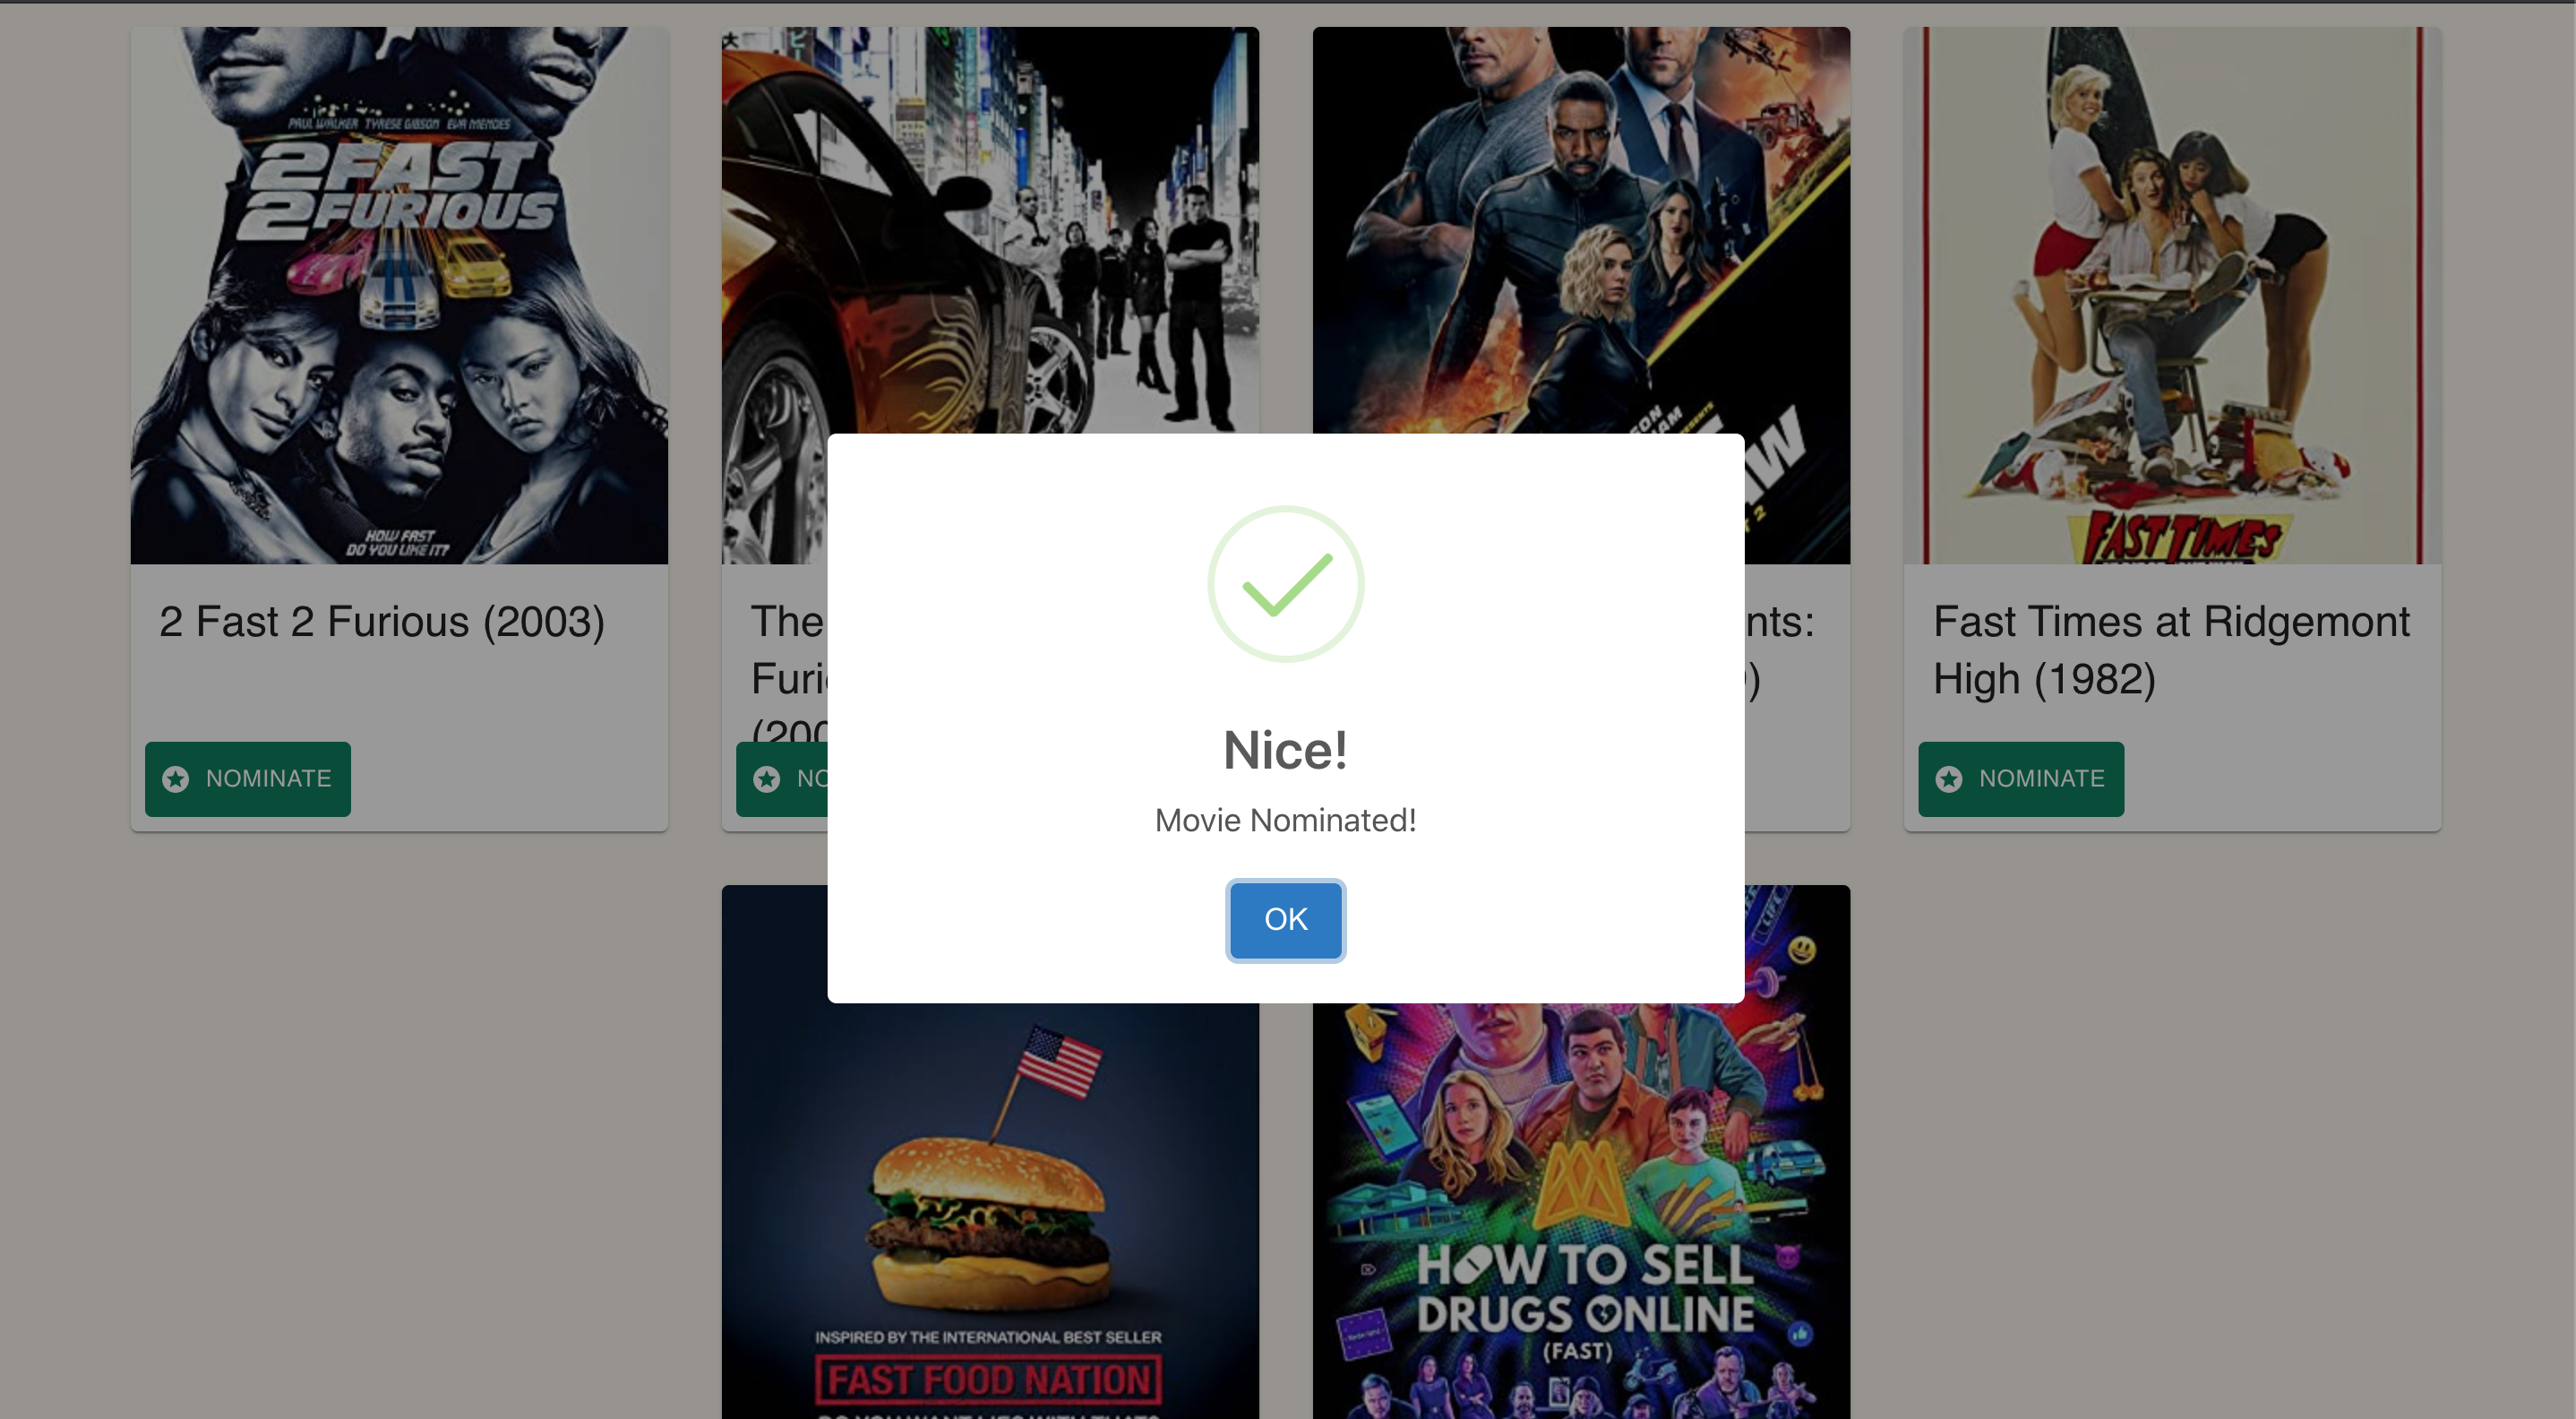 PAUL WALKER TYRESE GIBSON EVA MENDES
2 FAST
2 FURIOUS
HOW FAST
DO YOU LIKE IT?
FAST TIMES
2 Fast 2 Furious (2003)
The
Furi
(200
nts:
)
Fast Times at Ridgemont
High (1982)
NOMINATE
NO
NOMINATE
Nice!
Movie Nominated!
OK
INSPIRED BY THE INTERNATIONAL BEST SELLER
FAST FOOD NATION
HOW TO SELL
DRUGS ONLINE
(FAST)